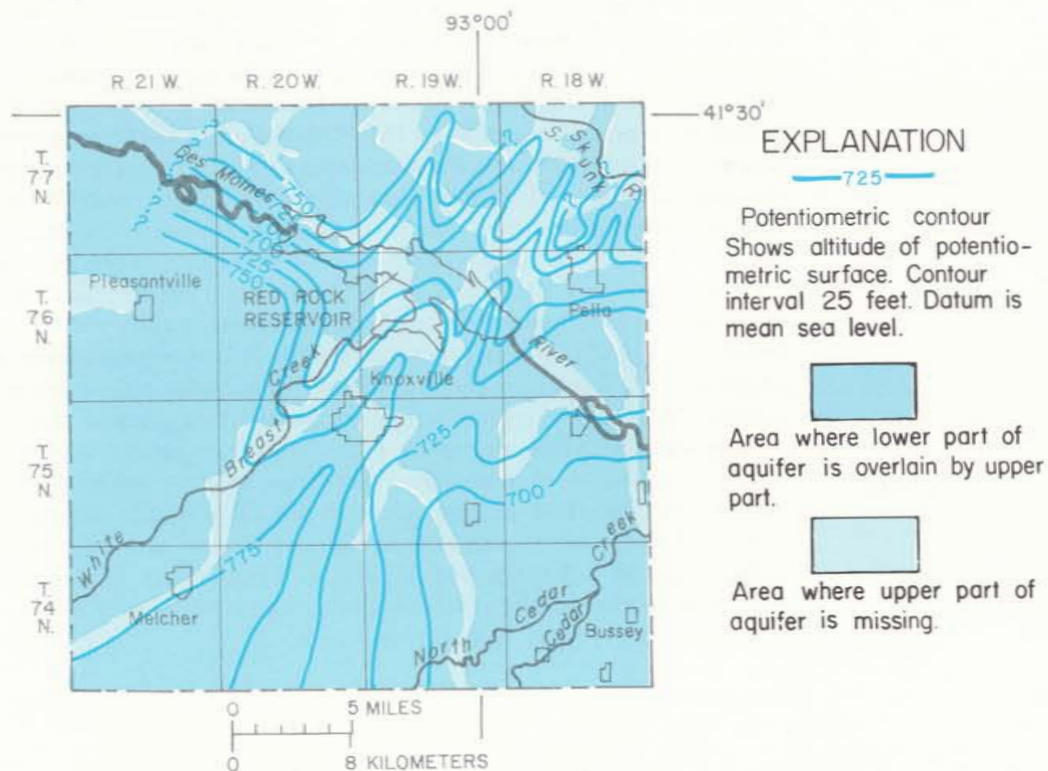 93°00'
R. 21 W. R. 20 W. R. 19 W. R. 18 W.
41°30'
T. 77 N.
T. 76 N.
T. 75 N.
T. 74 N.
?
?
?
?
?
Des Moines
750
725
700
725
750
S. Skunk R.
Pleasantville
RED ROCK
RESERVOIR
Pella
River
White Breast Creek
Knoxville
725
700
775
Melcher
North Cedar Creek
Cedar
Bussey
0 5 MILES
0 8 KILOMETERS
EXPLANATION
725
Potentiometric contour
Shows altitude of potentio-
metric surface. Contour
interval 25 feet. Datum is
mean sea level.
Area where lower part of
aquifer is overlain by upper
part.
Area where upper part of
aquifer is missing.